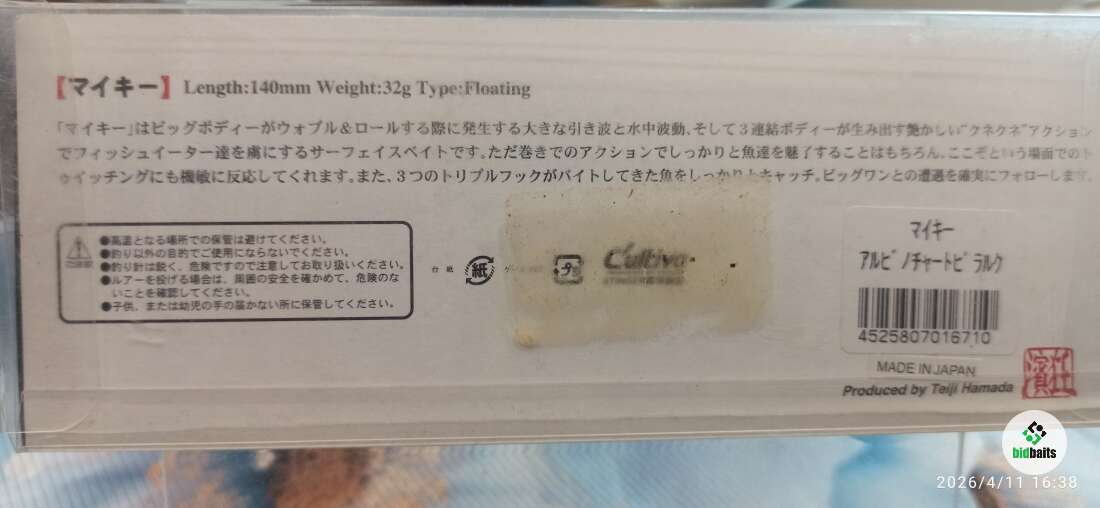 【マイキー】 Length:140mm Weight:32g Type:Floating
「マイキー」はビッグボディーがウォブル&ロールする際に発生する大きな引き波と水中波動、そして3連結ボディーが生み出す艶かしい"クネクネ"アクション
でフィッシュイーター達を虜にするサーフェイスベイトです。ただ巻きでのアクションでしっかりと魚達を魅了することはもちろん、ここぞという場面でのト
ゥイッチングにも機敏に反応してくれます。また、3つのトリプルフックがバイトしてきた魚をしっかりとキャッチ。ビッグワンとの遭遇を確実にフォローします。
●高温となる場所での保管は避けてください。
●釣り以外の目的でご使用にならないでください。
●釣り針は鋭く、危険ですので注意してお取り扱いください。
●ルアーを投げる場合は、周囲の安全を確かめて、危険のな
いことを確認してください。
●子供、または幼児の手の届かない所に保管してください。
台紙 紙
プラ
C'ultiva
マイキー
アルビノチャートピラルク
4525807016710
MADE IN JAPAN
Produced by Teiji Hamada
bidbaits
2026/4/11 16:38